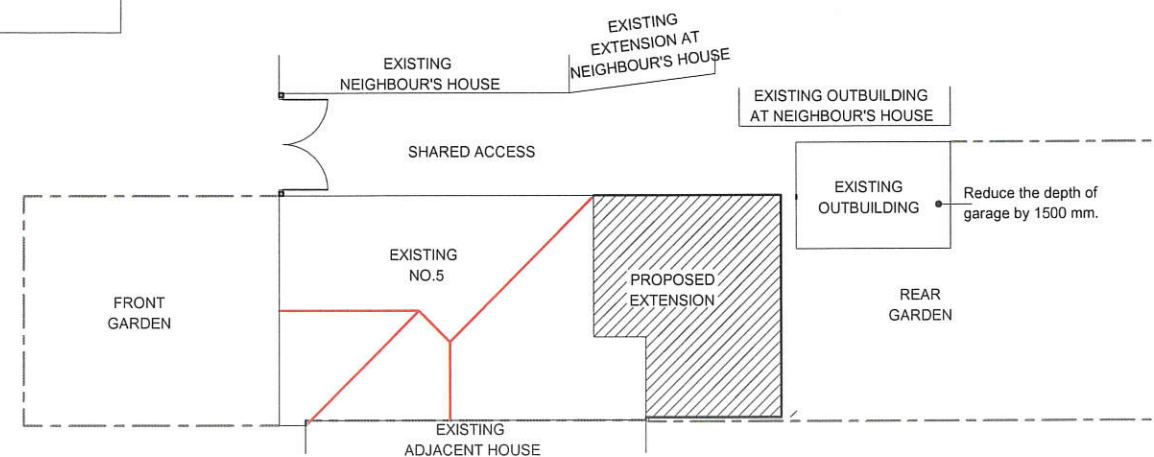 EXISTING
EXTENSION AT
NEIGHBOUR'S HOUSE
EXISTING
NEIGHBOUR'S HOUSE
EXISTING OUTBUILDING
AT NEIGHBOUR'S HOUSE
SHARED ACCESS
EXISTING
OUTBUILDING
Reduce the depth of
garage by 1500 mm.
EXISTING
NO.5
PROPOSED
EXTENSION
FRONT
GARDEN
REAR
GARDEN
EXISTING
ADJACENT HOUSE